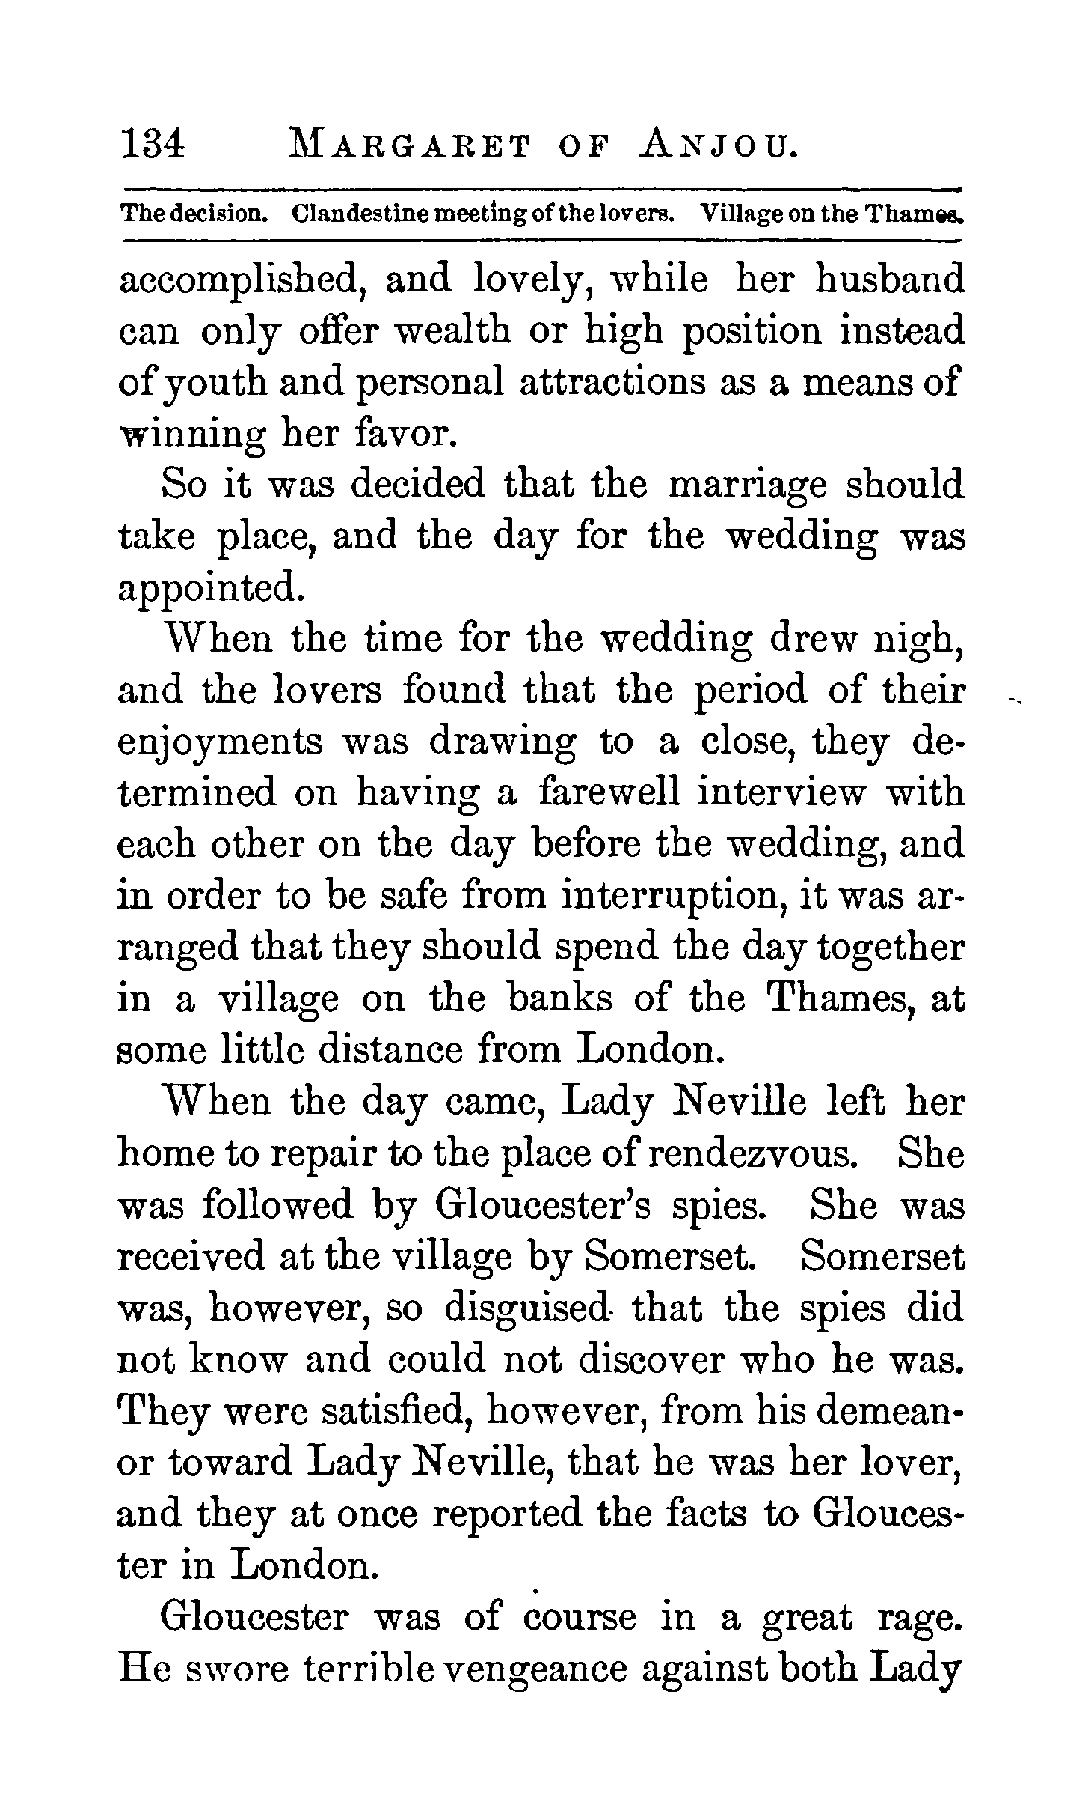 134 MARGARET OF ANJOU.
The decision. Clandestine meeting of the lovers. Village on the Thames.
accomplished, and lovely, while her husband
can only offer wealth or high position instead
of youth and personal attractions as a means of
winning her favor.
So it was decided that the marriage should
take place, and the day for the wedding was
appointed.
When the time for the wedding drew nigh,
and the lovers found that the period of their
enjoyments was drawing to a close, they de-
termined on having a farewell interview with
each other on the day before the wedding, and
in order to be safe from interruption, it was ar-
ranged that they should spend the day together
in a village on the banks of the Thames, at
some little distance from London.
When the day came, Lady Neville left her
home to repair to the place of rendezvous. She
was followed by Gloucester's spies. She was
received at the village by Somerset. Somerset
was, however, so disguised that the spies did
not know and could not discover who he was.
They were satisfied, however, from his demean-
or toward Lady Neville, that he was her lover,
and they at once reported the facts to Glouces-
ter in London.
Gloucester was of course in a great rage.
He swore terrible vengeance against both Lady